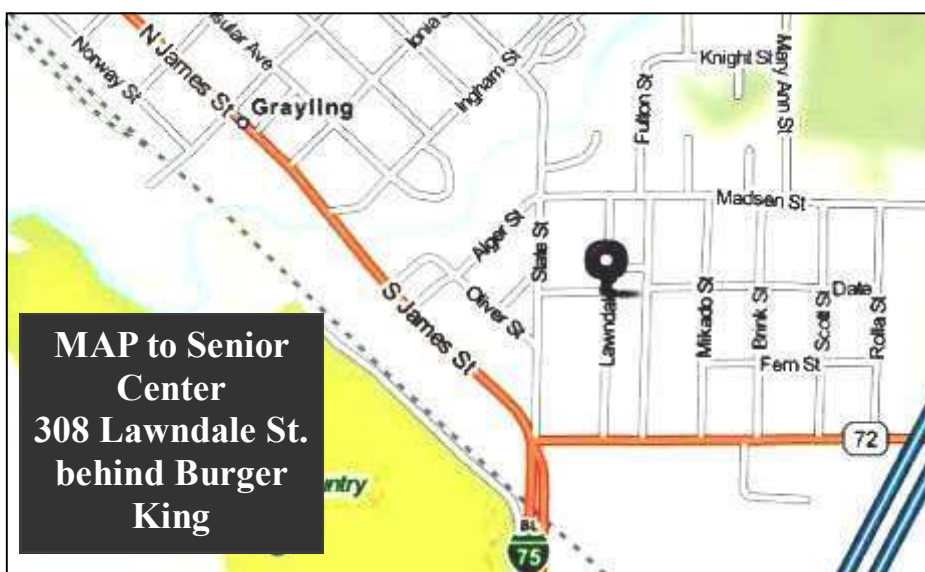 Norway St
N James St
Grayling
Ionia St
Ingham St
Knight St
Mary Ann St
Fulton St
Madsen St
Alger St
State St
Oliver St
S James St
Mikado St
Brink St
Scott St
Dale
Rollia St
Fern St
72
BL
75
MAP to Senior
Center
308 Lawndale St.
behind Burger
King